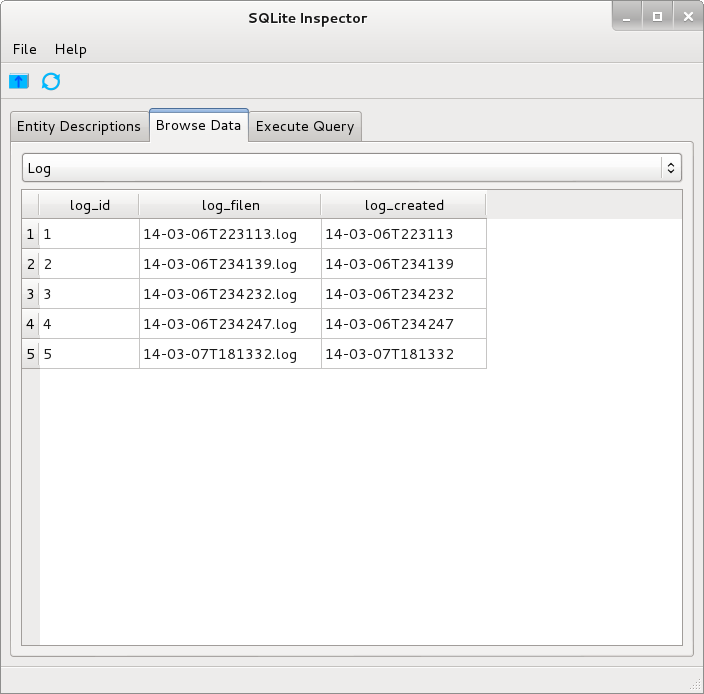 SQLite Inspector
File Help
Entity Descriptions Browse Data Execute Query
Log
log_id log_filen log_created
1 1 14-03-06T223113.log 14-03-06T223113
2 2 14-03-06T234139.log 14-03-06T234139
3 3 14-03-06T234232.log 14-03-06T234232
4 4 14-03-06T234247.log 14-03-06T234247
5 5 14-03-07T181332.log 14-03-07T181332